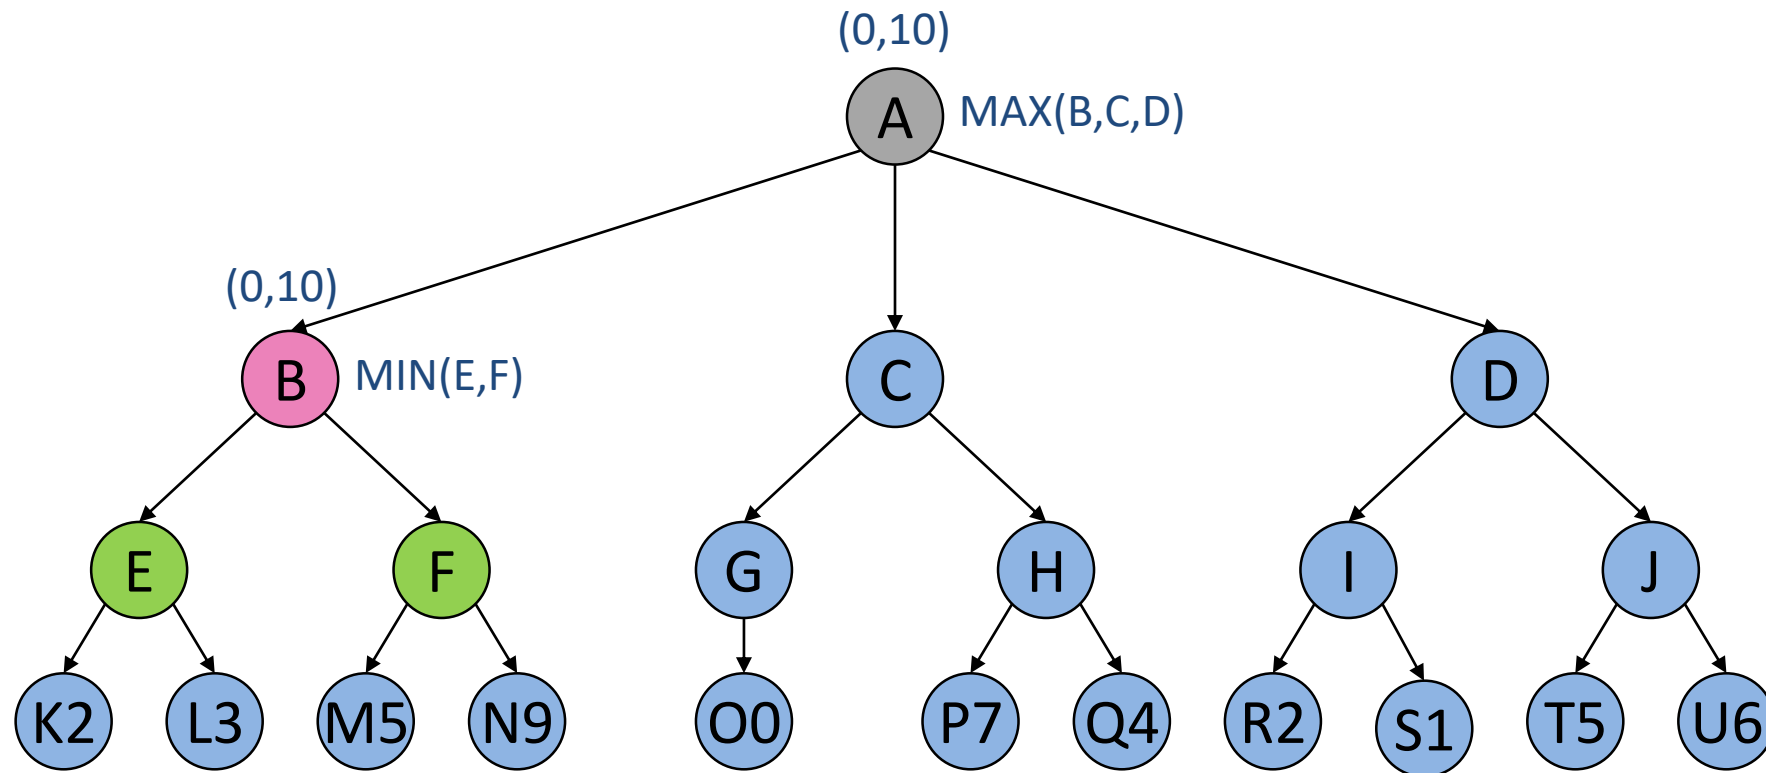 (0,10)
A MAX(B,C,D)
(0,10)
B MIN(E,F) C D
E F G H I J
K2 L3 M5 N9 O0 P7 Q4 R2 S1 T5 U6